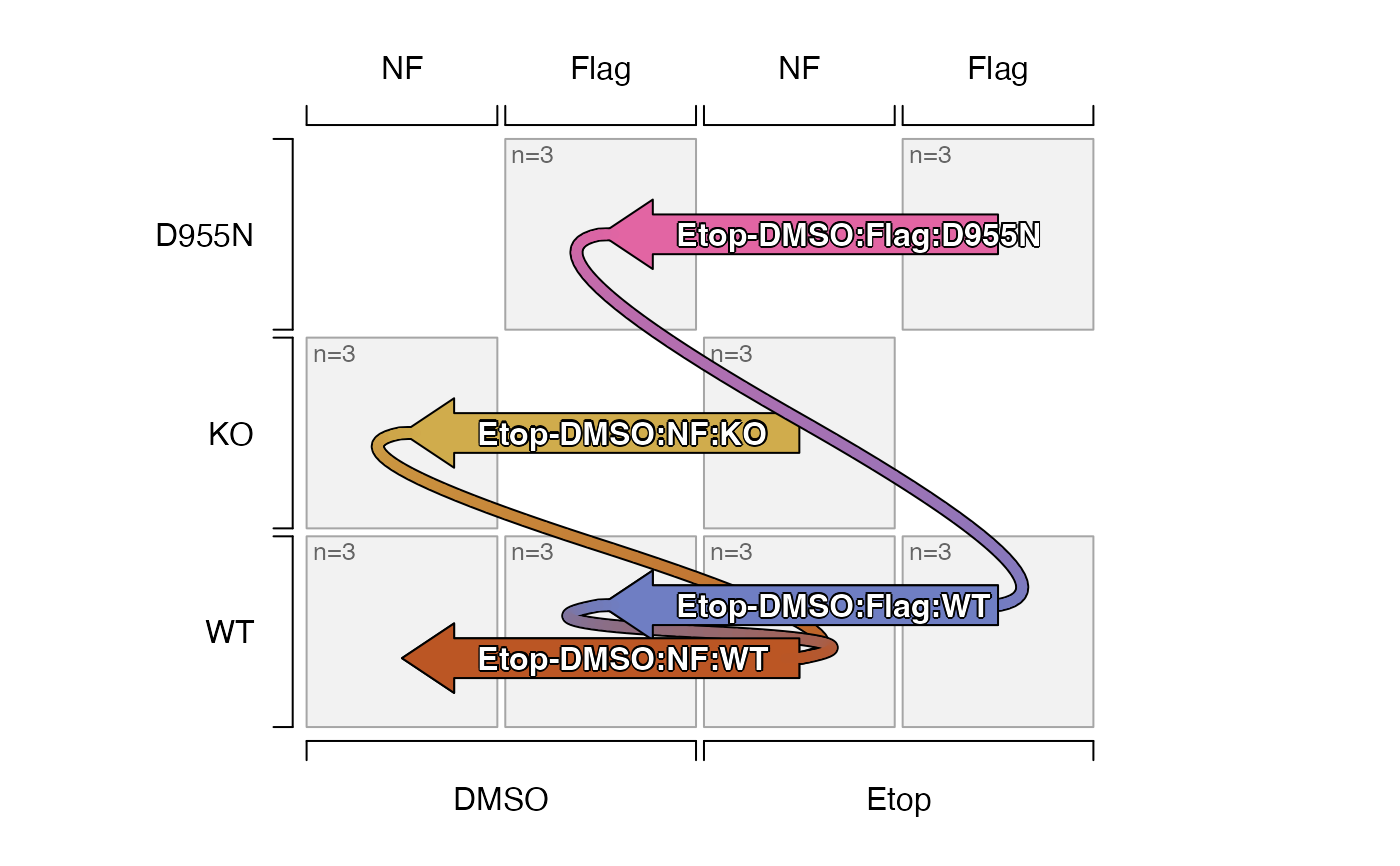 NF Flag NF Flag
n=3 n=3
D955N Etop-DMSO:Flag:D955N
n=3 n=3
KO Etop-DMSO:NF:KO
n=3 n=3 n=3 n=3
Etop-DMSO:Flag:WT
WT
Etop-DMSO:NF:WT
DMSO Etop